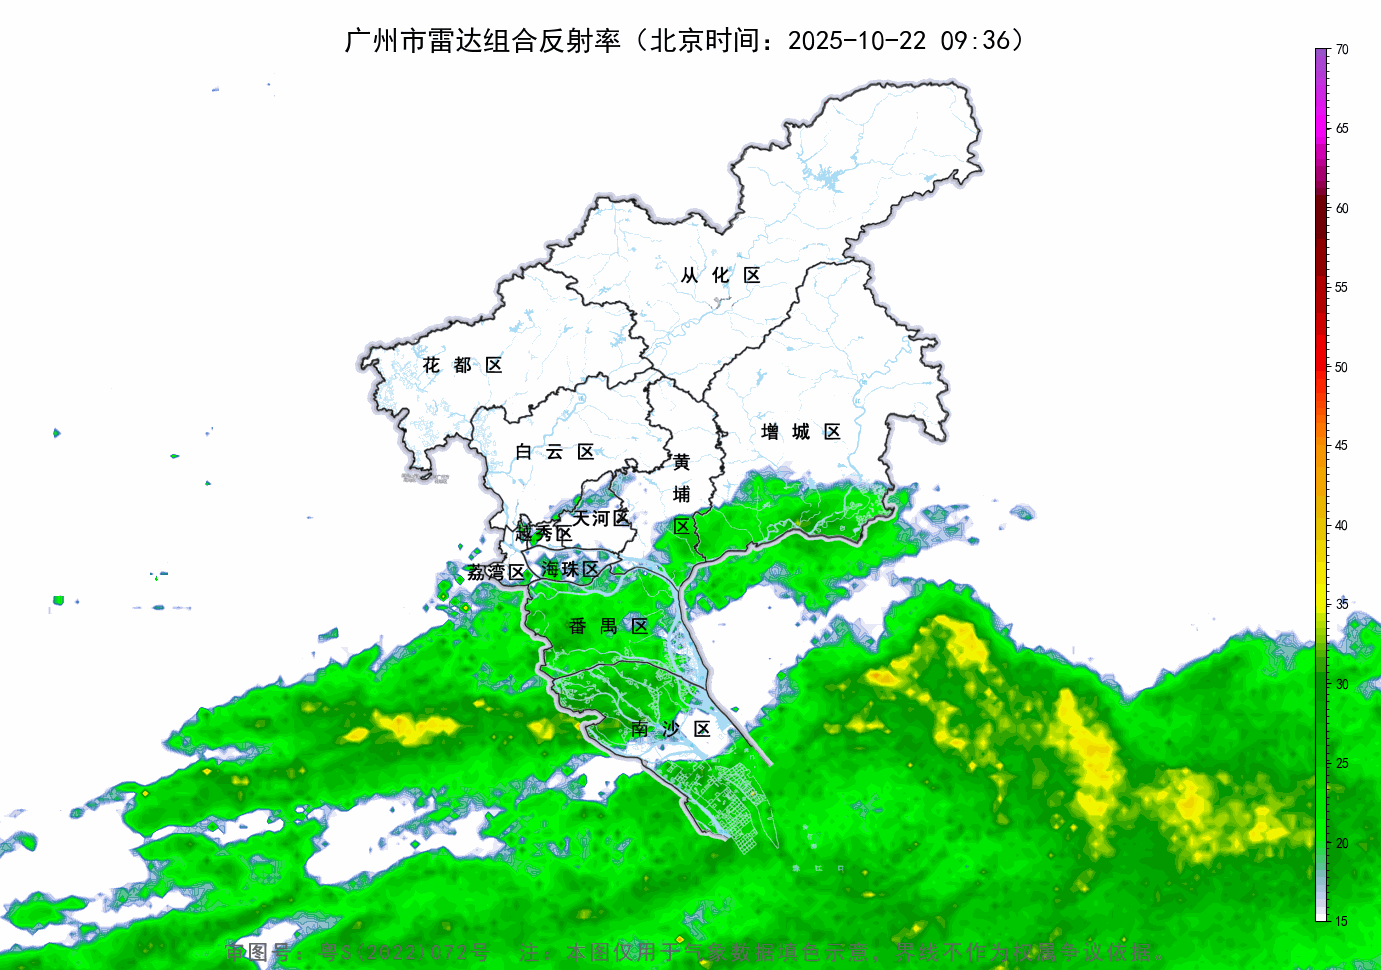 广州市雷达组合反射率（北京时间：2025-10-22 09:36）
70
65
60
55
50
45
40
35
30
25
20
15
从化区
花都区
增城区
白云区
黄埔区
天河区
越秀区
海珠区
荔湾区
番禺区
南沙区
审图号：粤S(2022)072号 注：本图仅用于气象数据填色示意，界线不作为权属争议依据。